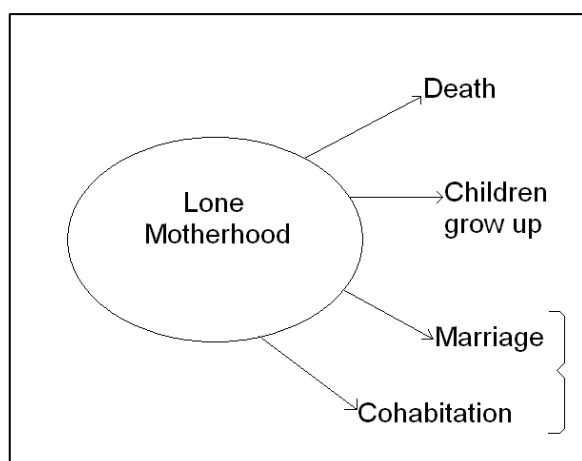 Death
Lone
Motherhood
Children
grow up
Marriage
Cohabitation